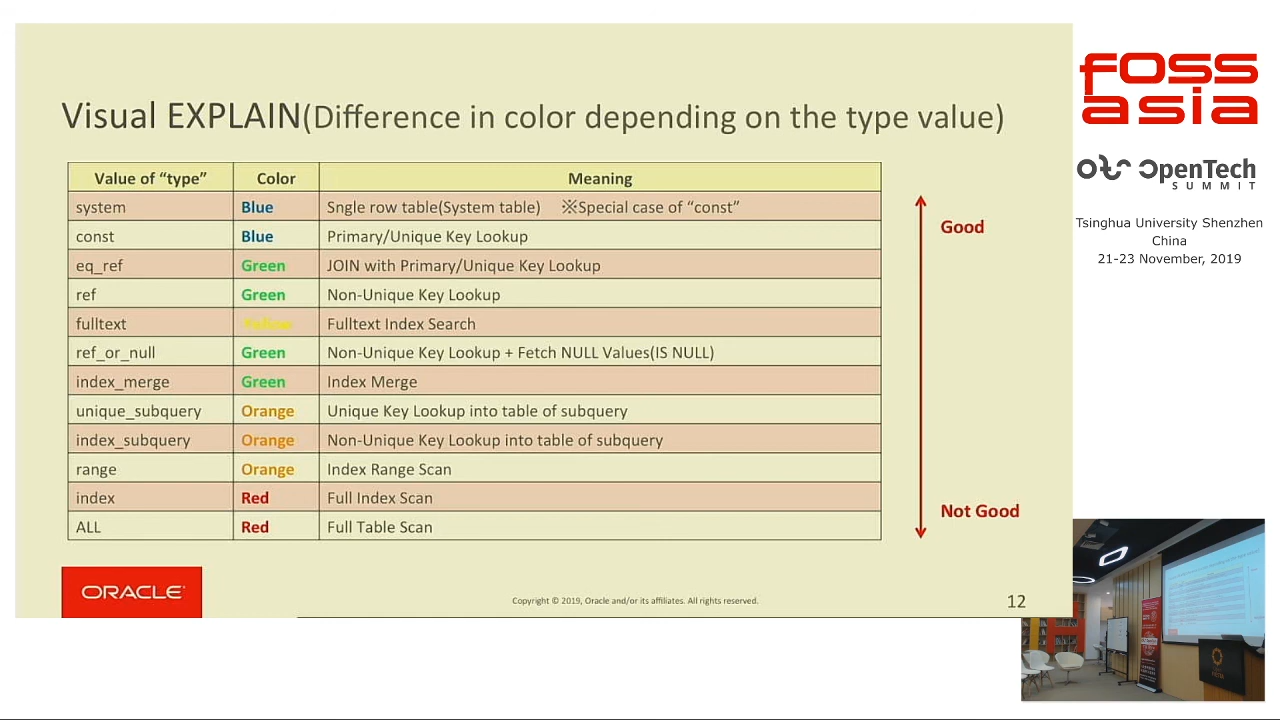 Visual EXPLAIN(Difference in color depending on the type value)
Value of “type” Color Meaning
system Blue Sngle row table(System table) ※Special case of “const”
const Blue Primary/Unique Key Lookup
eq_ref Green JOIN with Primary/Unique Key Lookup
ref Green Non-Unique Key Lookup
fulltext Yellow Fulltext Index Search
ref_or_null Green Non-Unique Key Lookup + Fetch NULL Values(IS NULL)
index_merge Green Index Merge
unique_subquery Orange Unique Key Lookup into table of subquery
index_subquery Orange Non-Unique Key Lookup into table of subquery
range Orange Index Range Scan
index Red Full Index Scan
ALL Red Full Table Scan
Good
Not Good
ORACLE
Copyright © 2019, Oracle and/or its affiliates. All rights reserved.
12
FOSS
asia
OpenTech
SUMMIT
Tsinghua University Shenzhen
China
21-23 November, 2019